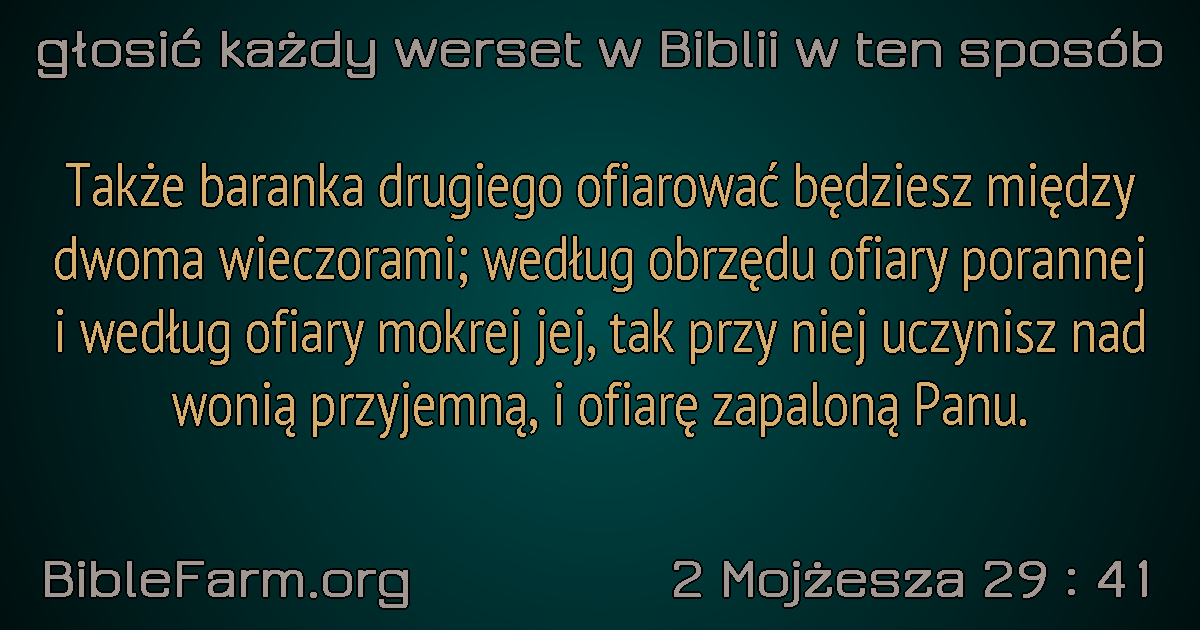 głosić każdy werset w Biblii w ten sposób
Także baranka drugiego ofiarować będziesz między
dwoma wieczorami; według obrzędu ofiary porannej
i według ofiary mokrej jej, tak przy niej uczynisz nad
wonią przyjemną, i ofiarę zapaloną Panu.
BibleFarm.org
2 Mojżesza 29 : 41